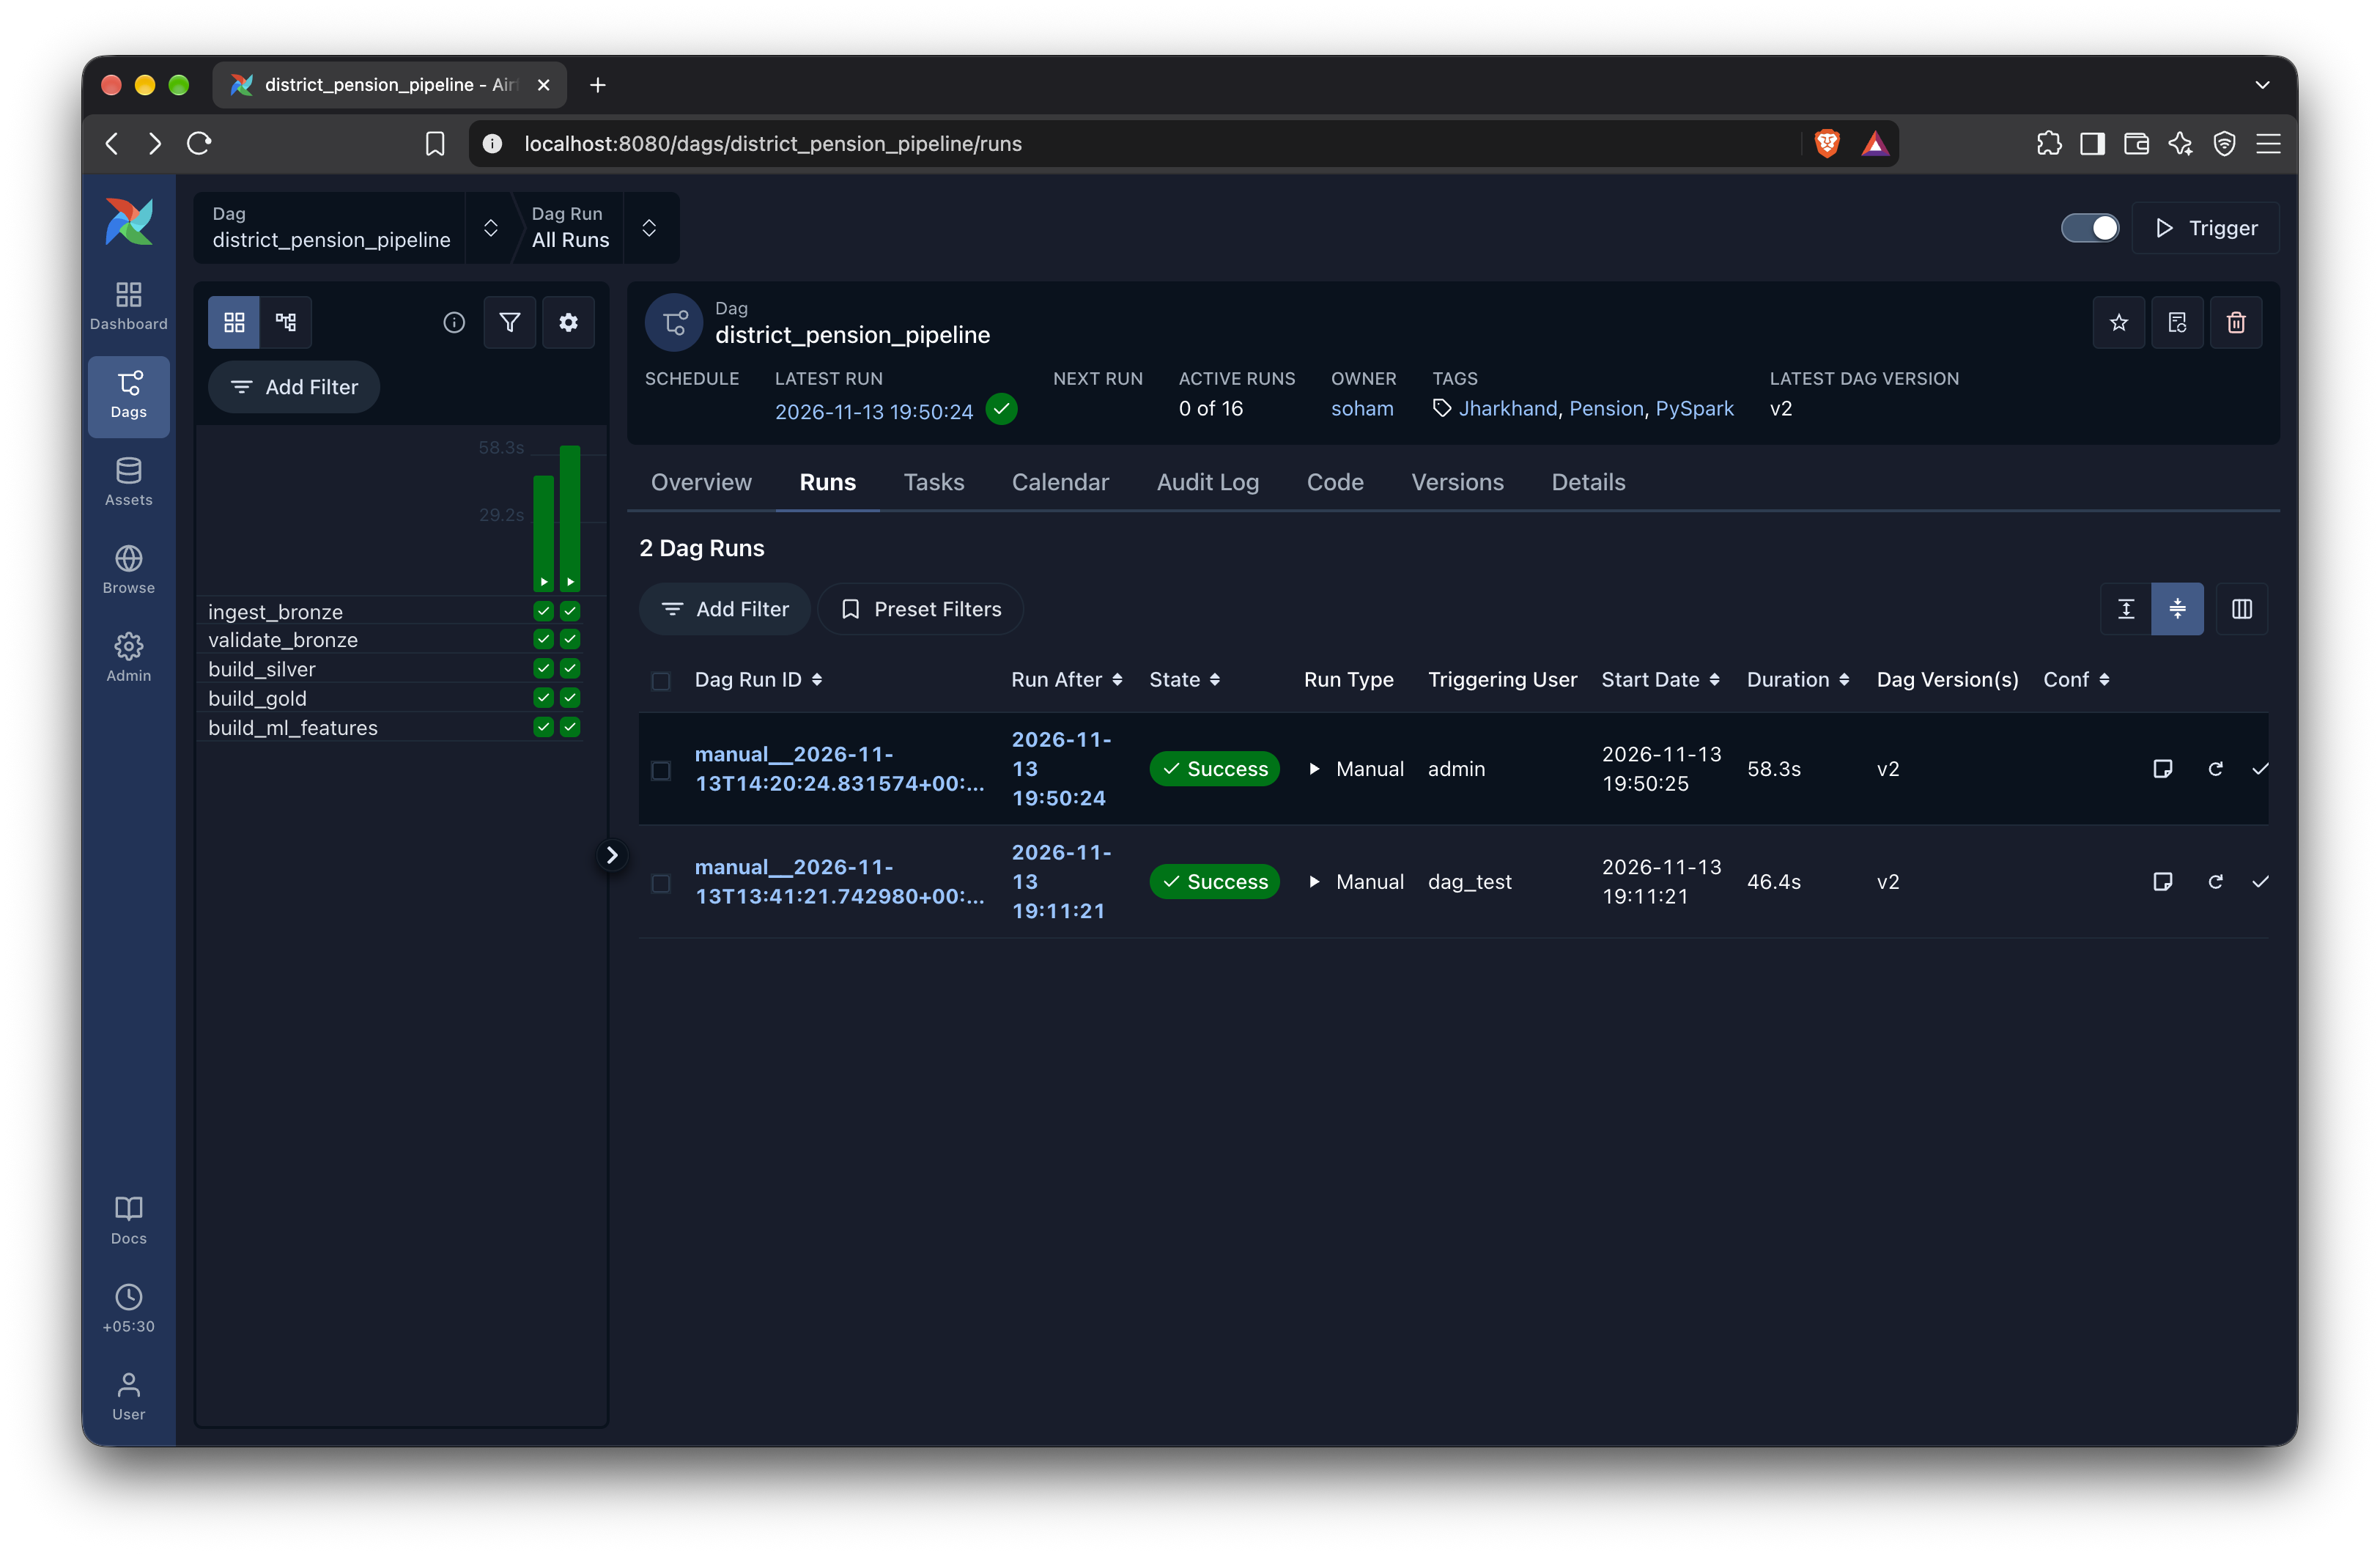 district_pension_pipeline - Air
localhost:8080/dags/district_pension_pipeline/runs
Dag
district_pension_pipeline
Dag Run
All Runs
Trigger
Dashboard
Dags
Assets
Browse
Admin
Docs
+05:30
User
Add Filter
58.3s
29.2s
ingest_bronze
validate_bronze
build_silver
build_gold
build_ml_features
Dag
district_pension_pipeline
SCHEDULE LATEST RUN NEXT RUN ACTIVE RUNS OWNER TAGS LATEST DAG VERSION
2026-11-13 19:50:24 0 of 16 soham Jharkhand, Pension, PySpark v2
Overview Runs Tasks Calendar Audit Log Code Versions Details
2 Dag Runs
Add Filter Preset Filters
Dag Run ID Run After State Run Type Triggering User Start Date Duration Dag Version(s) Conf
manual__2026-11-
13T14:20:24.831574+00:...
2026-11-
13
19:50:24
Success
Manual
admin
2026-11-13
19:50:25
58.3s
v2
manual__2026-11-
13T13:41:21.742980+00:...
2026-11-
13
19:11:21
Success
Manual
dag_test
2026-11-13
19:11:21
46.4s
v2